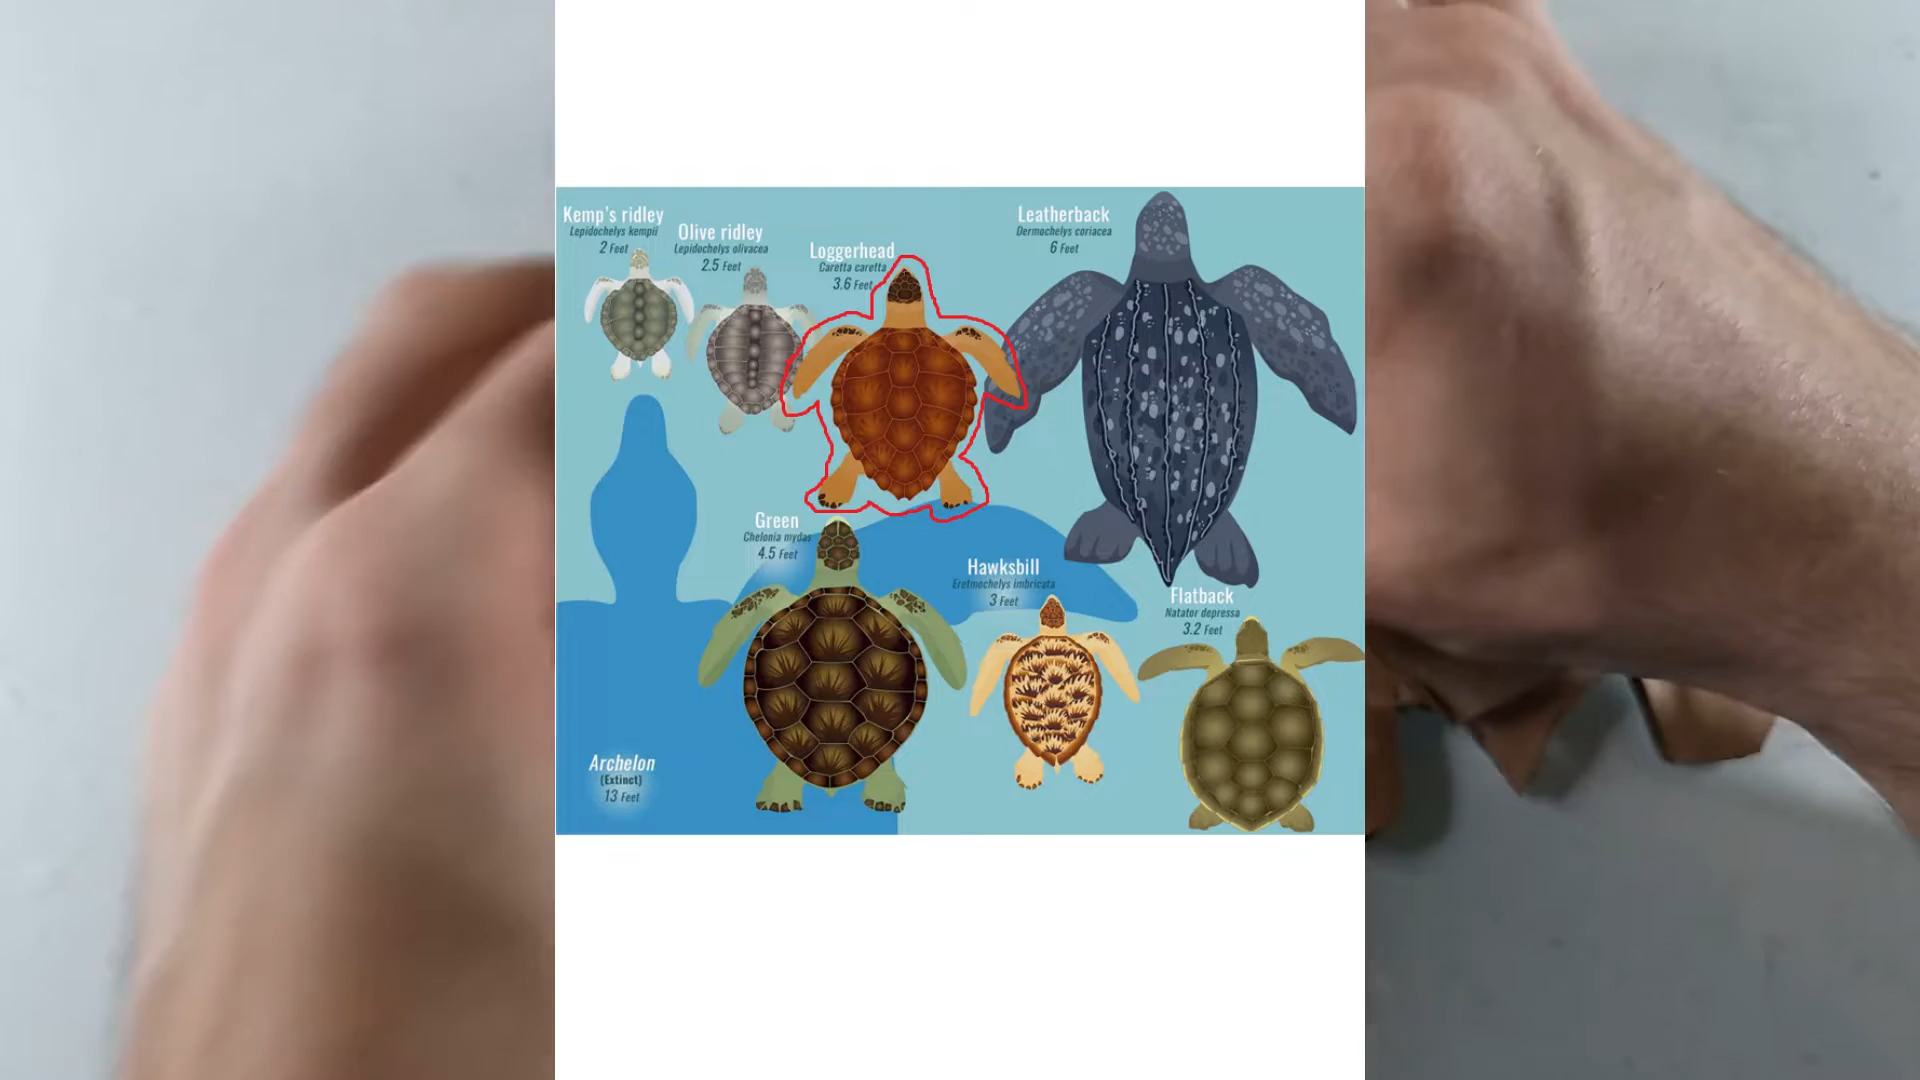 Kemp's ridley
Lepidochelys kempii
2 Feet
Olive ridley
Lepidochelys olivacea
2.5 Feet
Loggerhead
Caretta caretta
3.6 Feet
Leatherback
Dermochelys coriacea
6 Feet
Green
Chelonia mydas
4.5 Feet
Hawksbill
Eretmochelys imbricata
3 Feet
Flatback
Natator depressa
3.2 Feet
Archelon
(Extinct)
13 Feet